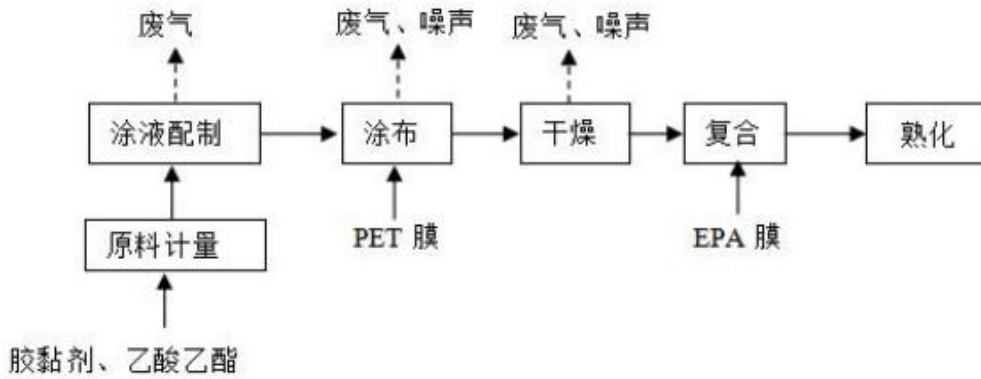 废气
废气、噪声
废气、噪声
涂液配制
涂布
干燥
复合
熟化
原料计量
PET 膜
EPA 膜
胶黏剂、乙酸乙酯